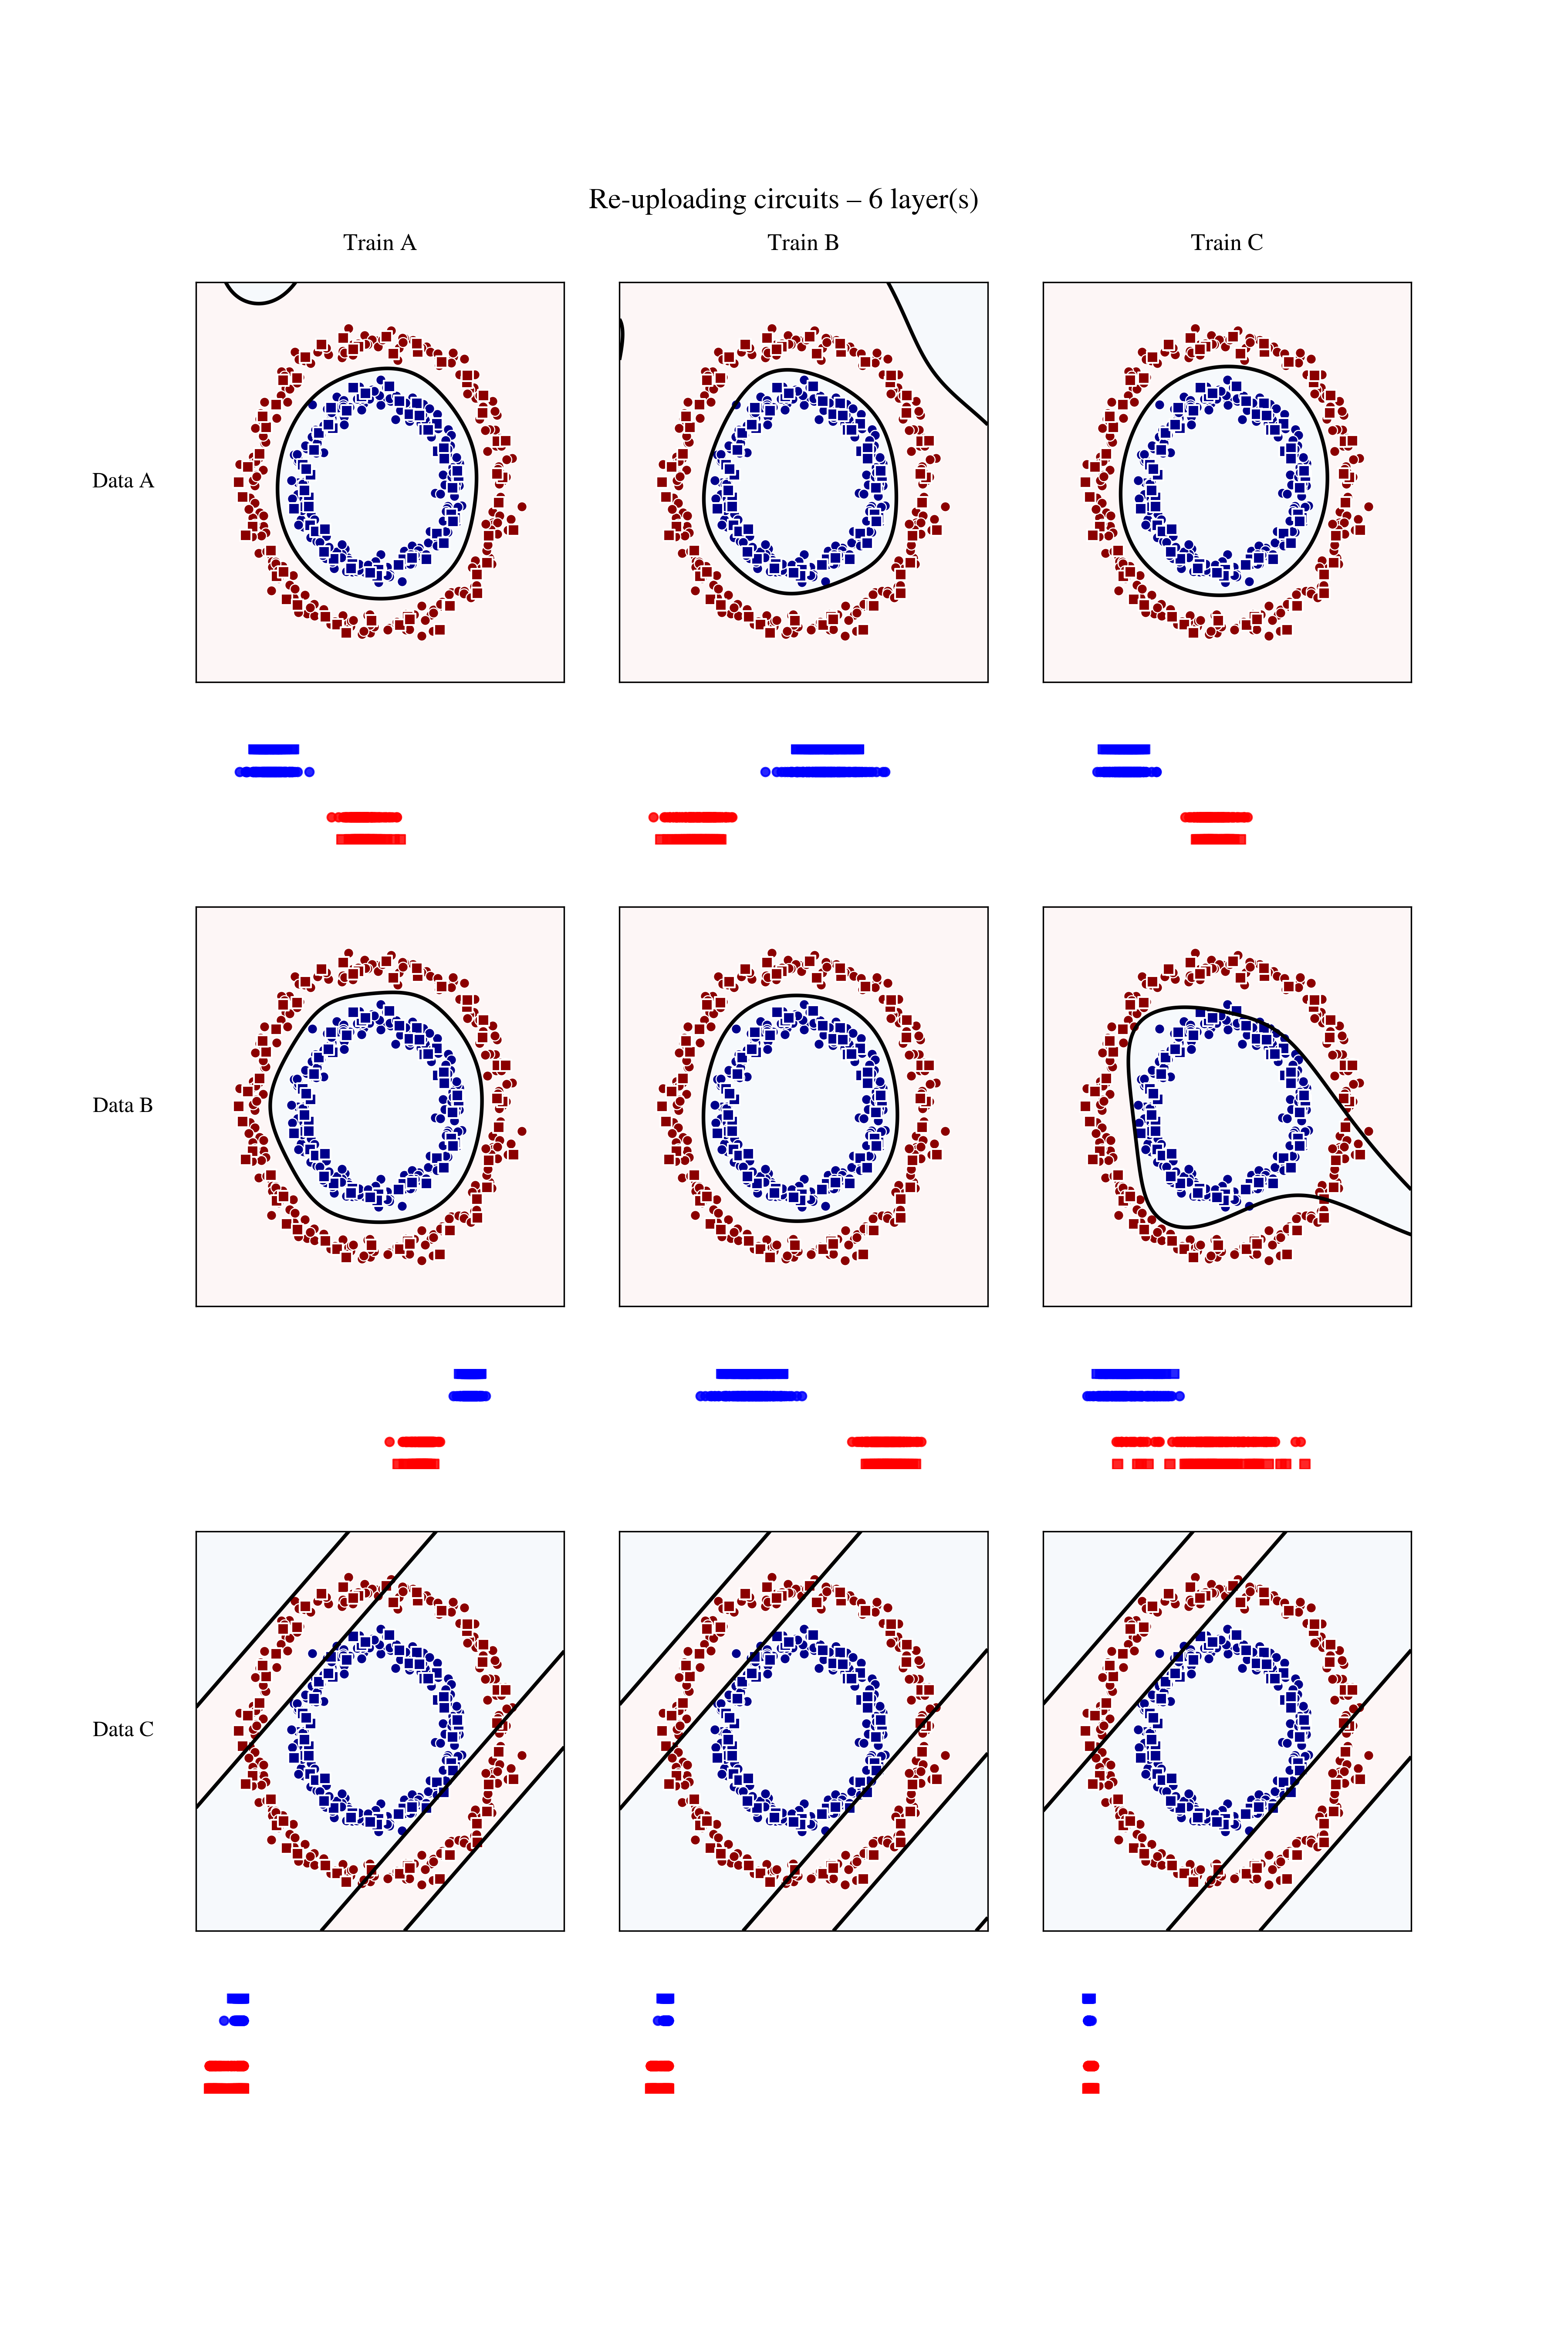 Re-uploading circuits – 6 layer(s)
Train A
Train B
Train C
Data A
Data B
Data C